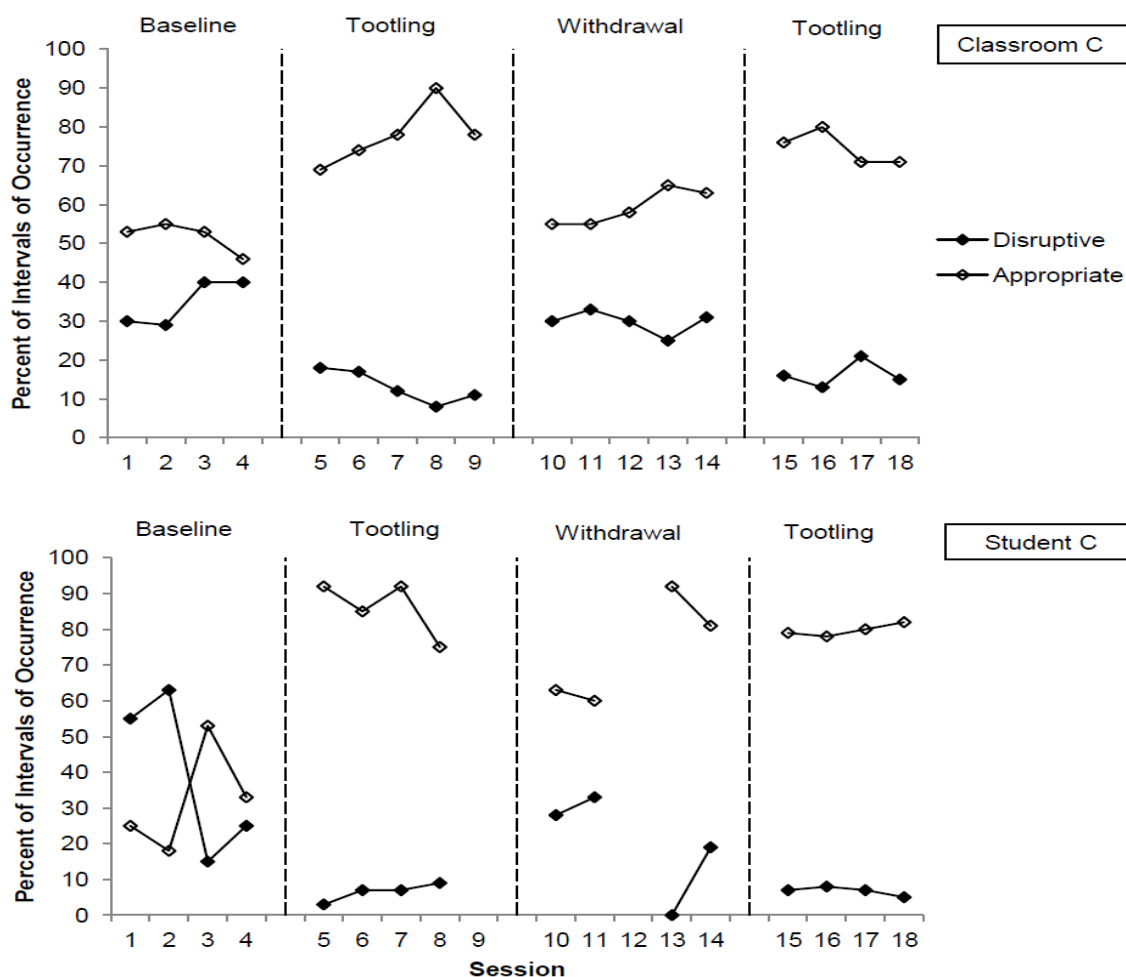 Baseline Tootling Withdrawal Tootling
Classroom C
100
90
80
70
60
50
40
30
20
10
0
Percent of Intervals of Occurrence
Disruptive
Appropriate
1 2 3 4 5 6 7 8 9 10 11 12 13 14 15 16 17 18
Baseline Tootling Withdrawal Tootling
Student C
100
90
80
70
60
50
40
30
20
10
0
Percent of Intervals of Occurrence
1 2 3 4 5 6 7 8 9 10 11 12 13 14 15 16 17 18
Session